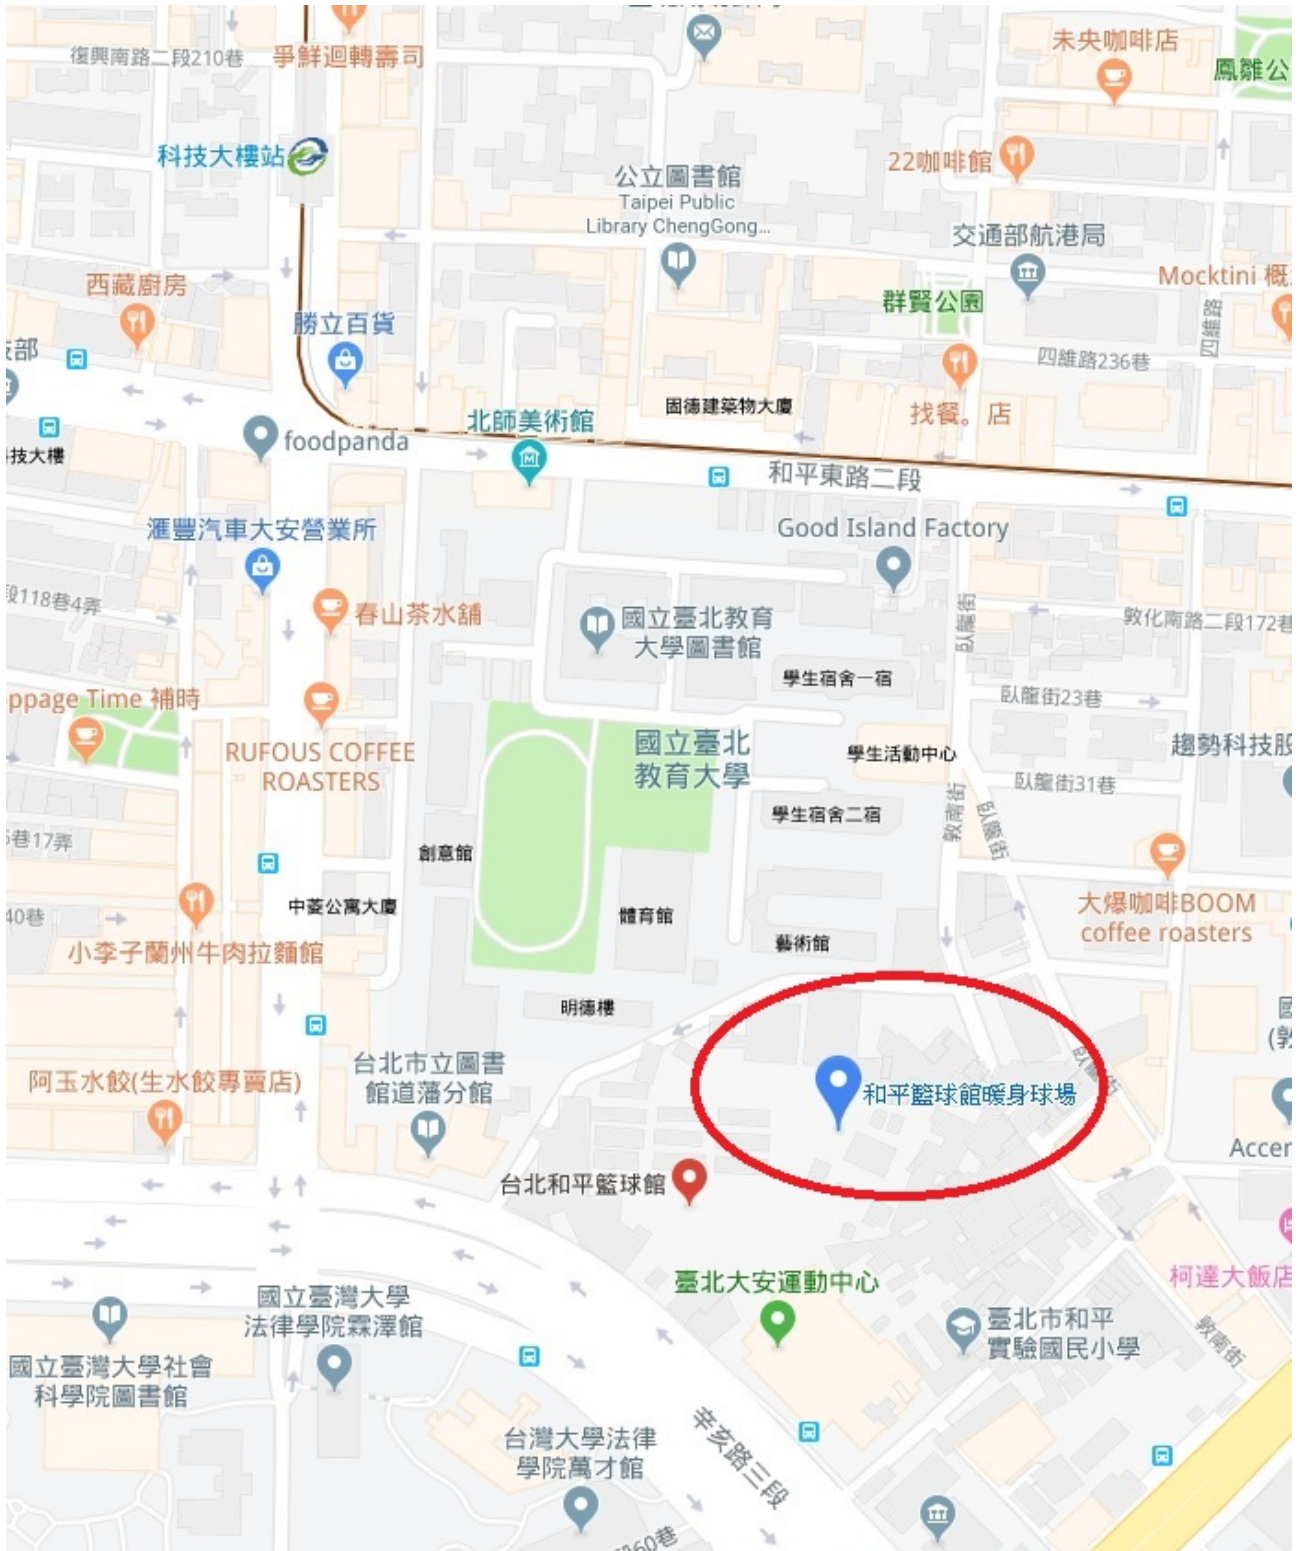 復興南路二段210巷
爭鮮迴轉壽司
未央咖啡店
鳳雛公
科技大樓站
22咖啡館
公立圖書館
Taipei Public
Library ChengGong...
交通部航港局
西藏廚房
群賢公園
Mocktini 概
勝立百貨
四維路
部
四維路236巷
固德建築物大廈
北師美術館
找餐。店
foodpanda
技大樓
和平東路二段
滙豐汽車大安營業所
Good Island Factory
段118巷4弄
春山茶水舖
國立臺北教育
大學圖書館
臥龍街
敦化南路二段172巷
學生宿舍一宿
臥龍街23巷
ppage Time 補時
RUFOUS COFFEE
ROASTERS
國立臺北
教育大學
學生活動中心
趨勢科技股
臥龍街31巷
敦南街
臥龍街
學生宿舍二宿
巷17弄
創意館
中菱公寓大廈
體育館
大爆咖啡BOOM
coffee roasters
40巷
小李子蘭州牛肉拉麵館
藝術館
明德樓
國
(敦
台北市立圖書
館道藩分館
臥龍街
阿玉水餃(生水餃專賣店)
和平籃球館暖身球場
Accer
台北和平籃球館
臺北大安運動中心
柯達大飯店
國立臺灣大學
法律學院霖澤館
臺北市和平
實驗國民小學
敦南街
國立臺灣大學社會
科學院圖書館
辛亥路三段
台灣大學法律
學院萬才館
60巷